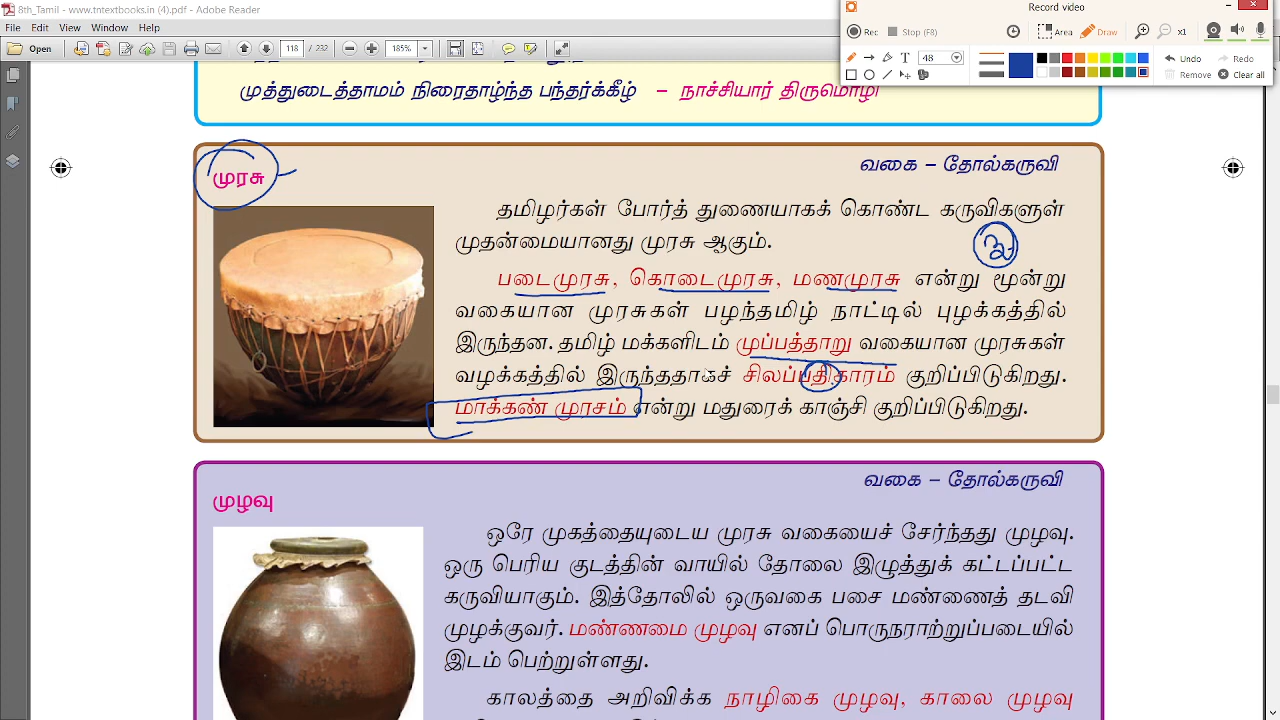 8th_Tamil - www.tntextbooks.in (4).pdf - Adobe Reader
File Edit View Window Help
Open 118 / 232 185%
Record video
Rec Stop (F8) Area Draw x1
T 48 Undo Redo
Remove Clear all
முத்துடைத்தாமம் நிரைதாழ்ந்த பந்தர்க்கீழ் – நாச்சியார் திருமொழி
முரசு
வகை – தோல்கருவி
தமிழர்கள் போர்த் துணையாகக் கொண்ட கருவிகளுள்
முதன்மையானது முரசு ஆகும்.
படைமுரசு, கொடைமுரசு, மணமுரசு என்று மூன்று
வகையான முரசுகள் பழந்தமிழ் நாட்டில் புழக்கத்தில்
இருந்தன. தமிழ் மக்களிடம் முப்பத்தாறு வகையான முரசுகள்
வழக்கத்தில் இருந்ததாகச் சிலப்பதிகாரம் குறிப்பிடுகிறது.
மாக்கண் முரசம் என்று மதுரைக் காஞ்சி குறிப்பிடுகிறது.
வகை – தோல்கருவி
முழவு
ஒரே முகத்தையுடைய முரசு வகையைச் சேர்ந்தது முழவு.
ஒரு பெரிய குடத்தின் வாயில் தோலை இழுத்துக் கட்டப்பட்ட
கருவியாகும். இத்தோலில் ஒருவகை பசை மண்ணைத் தடவி
முழக்குவர். மண்ணமை முழவு எனப் பொருநராற்றுப்படையில்
இடம் பெற்றுள்ளது.
காலத்தை அறிவிக்க நாழிகை முழவு, காலை முழவு